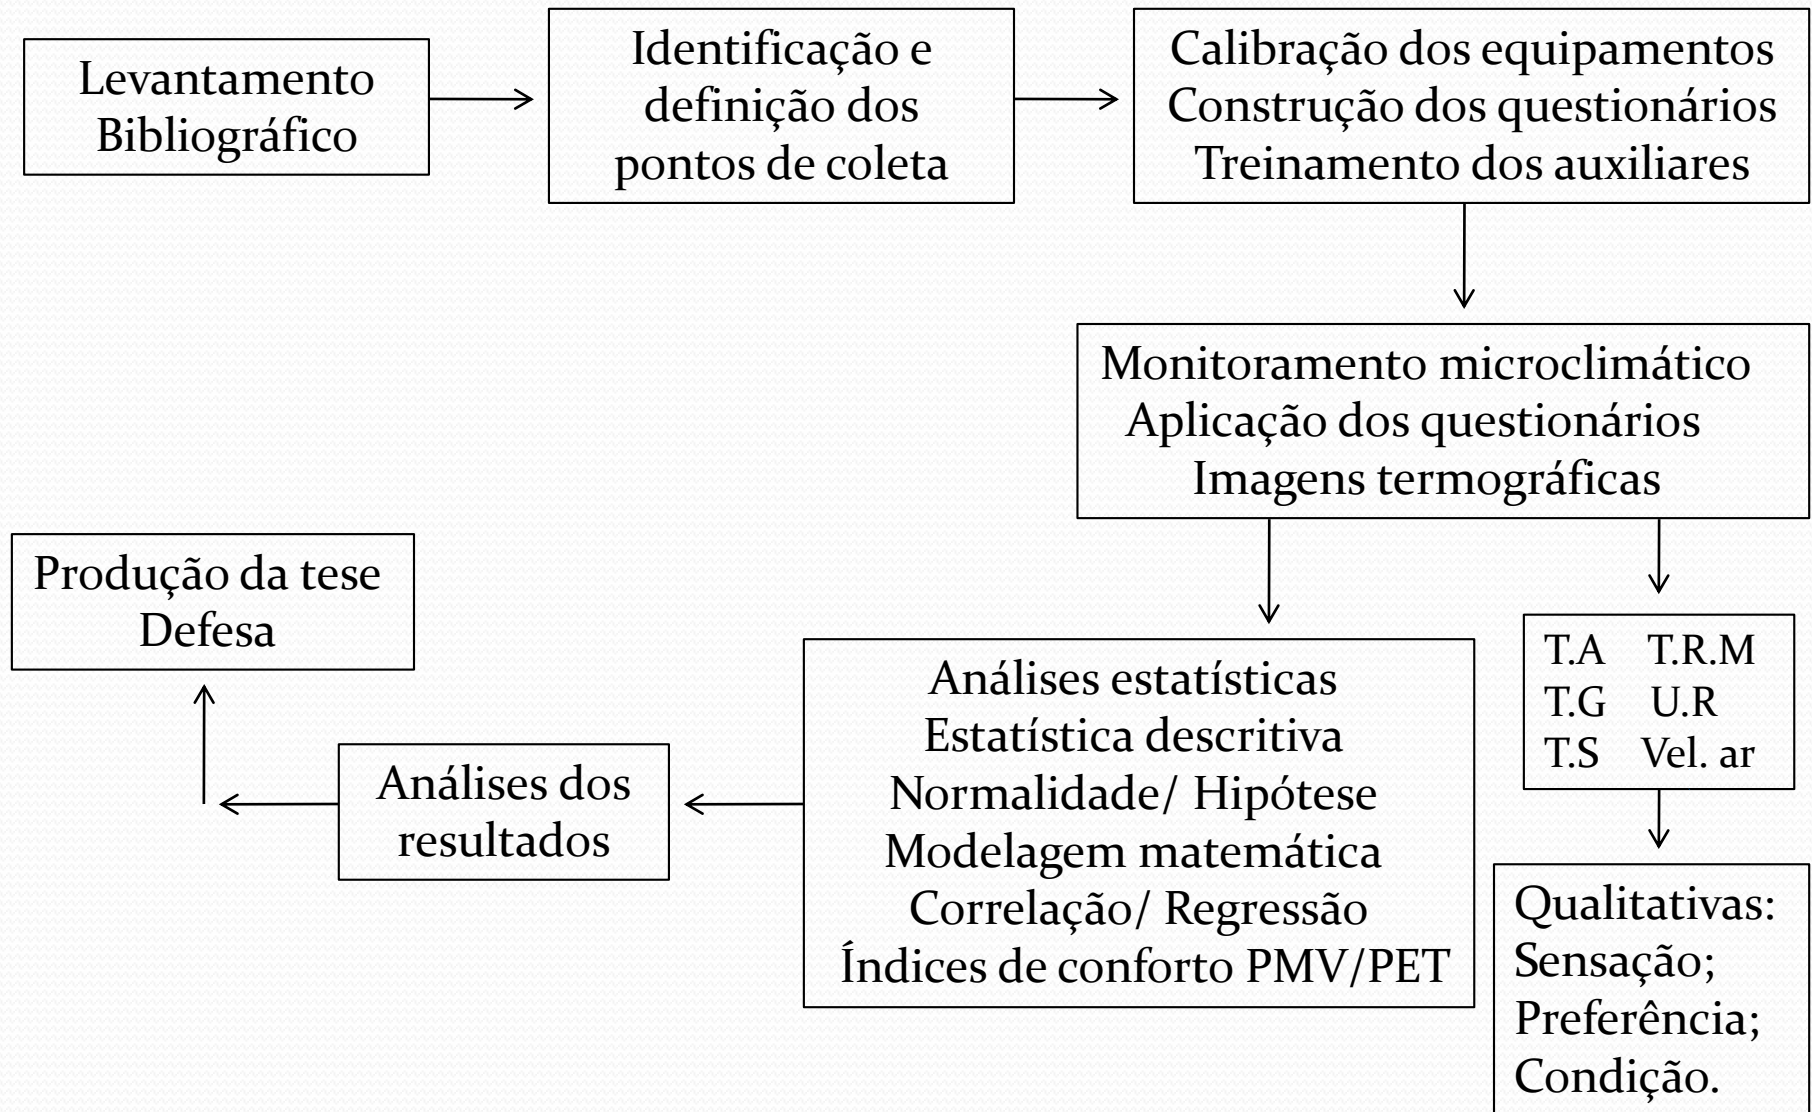 Levantamento
Bibliográfico
Identificação e
definição dos
pontos de coleta
Calibração dos equipamentos
Construção dos questionários
Treinamento dos auxiliares
Monitoramento microclimático
Aplicação dos questionários
Imagens termográficas
T.A T.R.M
T.G U.R
T.S Vel. ar
Qualitativas:
Sensação;
Preferência;
Condição.
Análises estatísticas
Estatística descritiva
Normalidade/ Hipótese
Modelagem matemática
Correlação/ Regressão
Índices de conforto PMV/PET
Análises dos
resultados
Produção da tese
Defesa